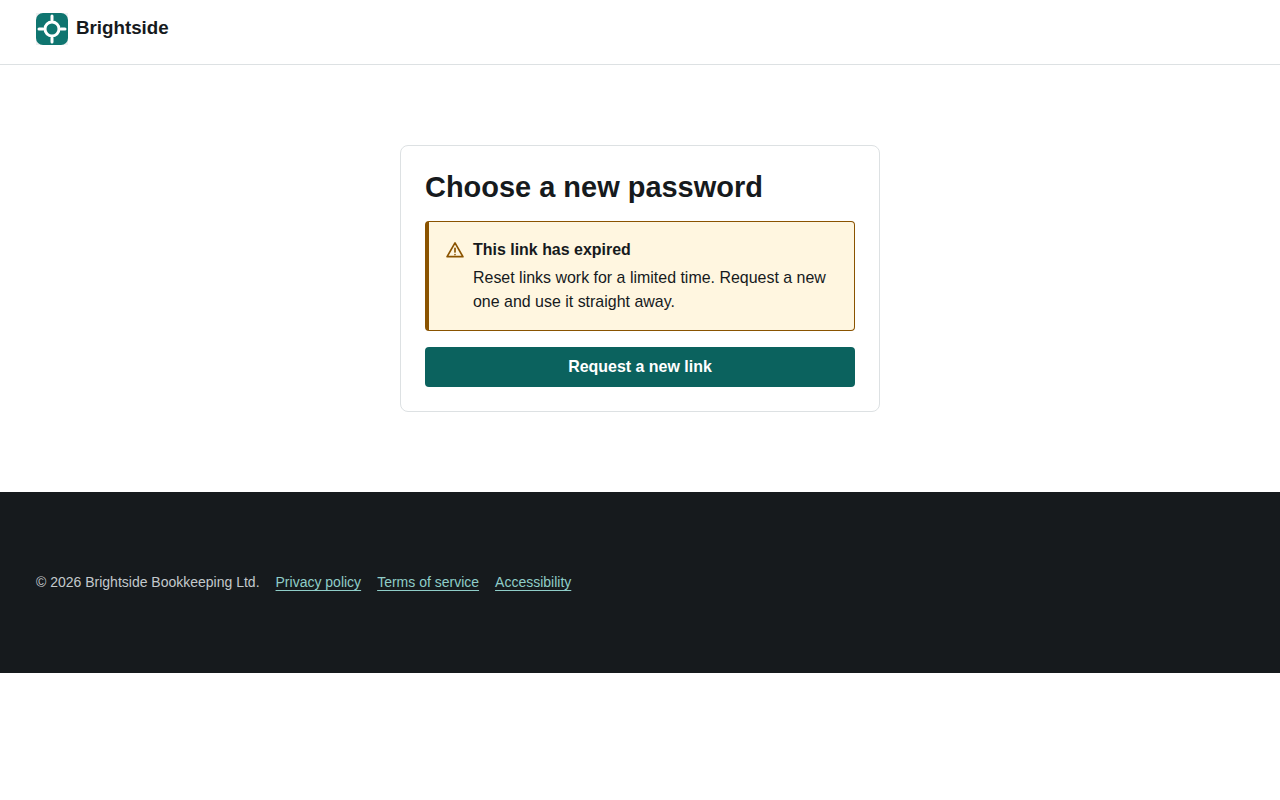 Brightside
Choose a new password
This link has expired
Reset links work for a limited time. Request a new
one and use it straight away.
Request a new link
© 2026 Brightside Bookkeeping Ltd. Privacy policy Terms of service Accessibility